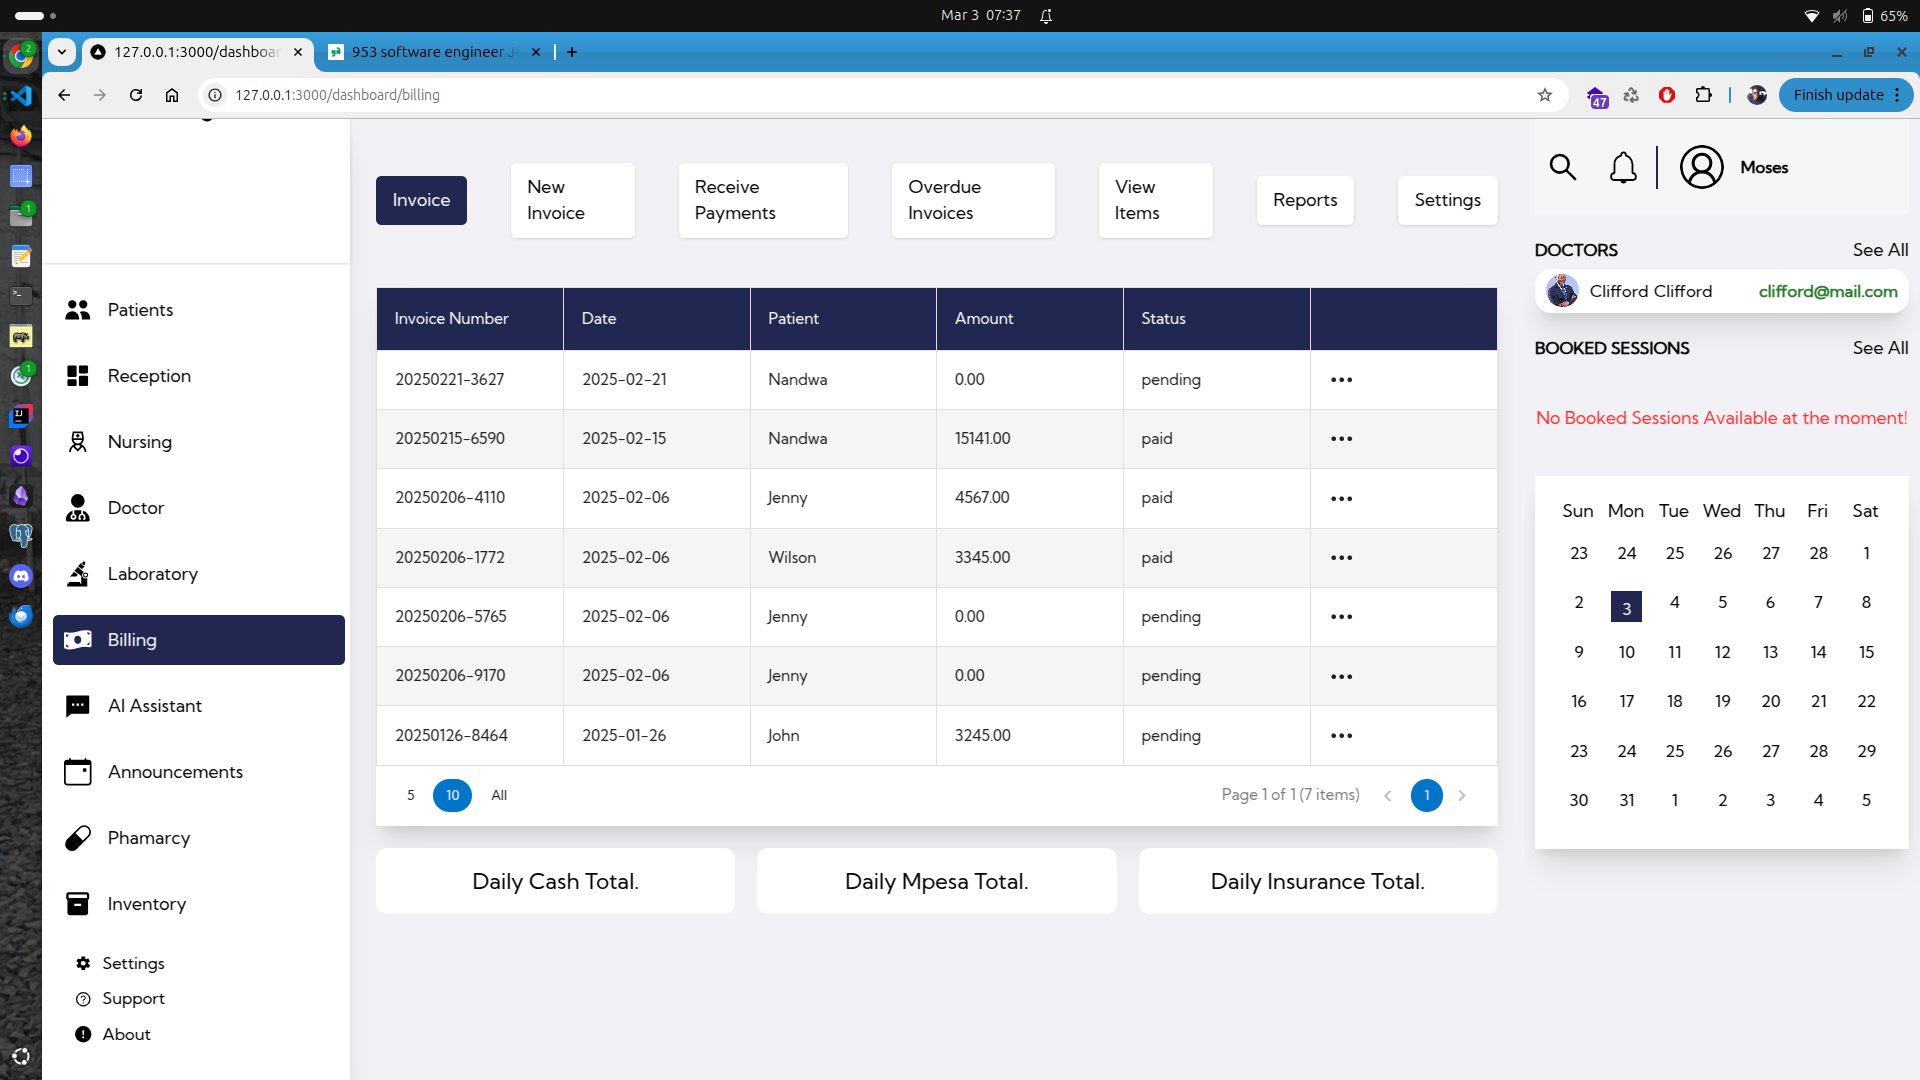 Mar 3 07:37
65%
127.0.0.1:3000/dashboa
953 software engineer Je
127.0.0.1:3000/dashboard/billing
47
Finish update
2
1
1
Patients
Reception
Nursing
Doctor
Laboratory
Billing
AI Assistant
Announcements
Phamarcy
Inventory
Settings
Support
About
Invoice
New
Invoice
Receive
Payments
Overdue
Invoices
View
Items
Reports
Settings
Invoice Number Date Patient Amount Status
20250221-3627 2025-02-21 Nandwa 0.00 pending •••
20250215-6590 2025-02-15 Nandwa 15141.00 paid •••
20250206-4110 2025-02-06 Jenny 4567.00 paid •••
20250206-1772 2025-02-06 Wilson 3345.00 paid •••
20250206-5765 2025-02-06 Jenny 0.00 pending •••
20250206-9170 2025-02-06 Jenny 0.00 pending •••
20250126-8464 2025-01-26 John 3245.00 pending •••
5 10 All Page 1 of 1 (7 items) 1
Daily Cash Total. Daily Mpesa Total. Daily Insurance Total.
Moses
DOCTORS See All
Clifford Clifford clifford@mail.com
BOOKED SESSIONS See All
No Booked Sessions Available at the moment!
Sun Mon Tue Wed Thu Fri Sat
23 24 25 26 27 28 1
2 3 4 5 6 7 8
9 10 11 12 13 14 15
16 17 18 19 20 21 22
23 24 25 26 27 28 29
30 31 1 2 3 4 5